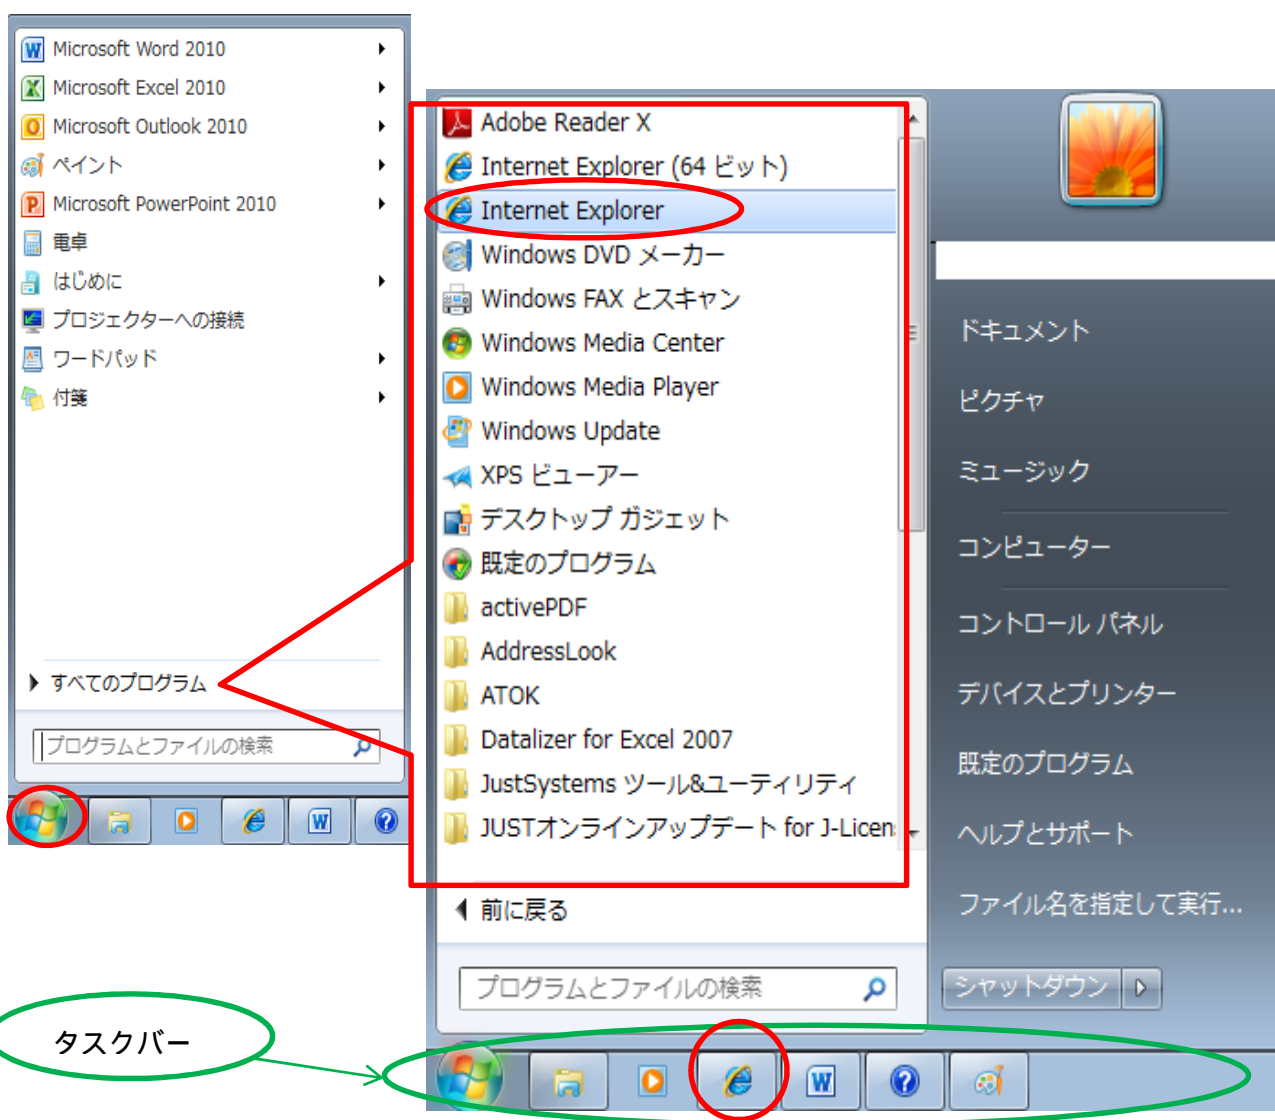 Microsoft Word 2010
Microsoft Excel 2010
Microsoft Outlook 2010
ペイント
Microsoft PowerPoint 2010
電卓
はじめに
プロジェクターへの接続
ワードパッド
付箋
すべてのプログラム
プログラムとファイルの検索
Adobe Reader X
Internet Explorer (64 ビット)
Internet Explorer
Windows DVD メーカー
Windows FAX とスキャン
Windows Media Center
Windows Media Player
Windows Update
XPS ビューアー
デスクトップ ガジェット
既定のプログラム
activePDF
AddressLook
ATOK
Datalizer for Excel 2007
JustSystems ツール&ユーティリティ
JUSTオンラインアップデート for J-Licen
前に戻る
プログラムとファイルの検索
ドキュメント
ピクチャ
ミュージック
コンピューター
コントロール パネル
デバイスとプリンター
既定のプログラム
ヘルプとサポート
ファイル名を指定して実行...
シャットダウン
タスクバー